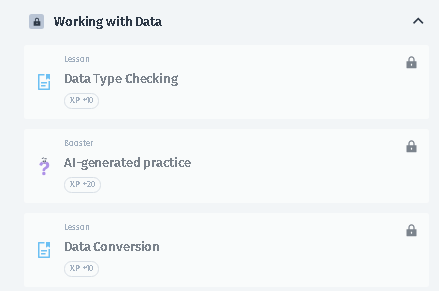 Working with Data
Lesson
Data Type Checking
XP +10
Booster
AI-generated practice
XP +20
Lesson
Data Conversion
XP +10